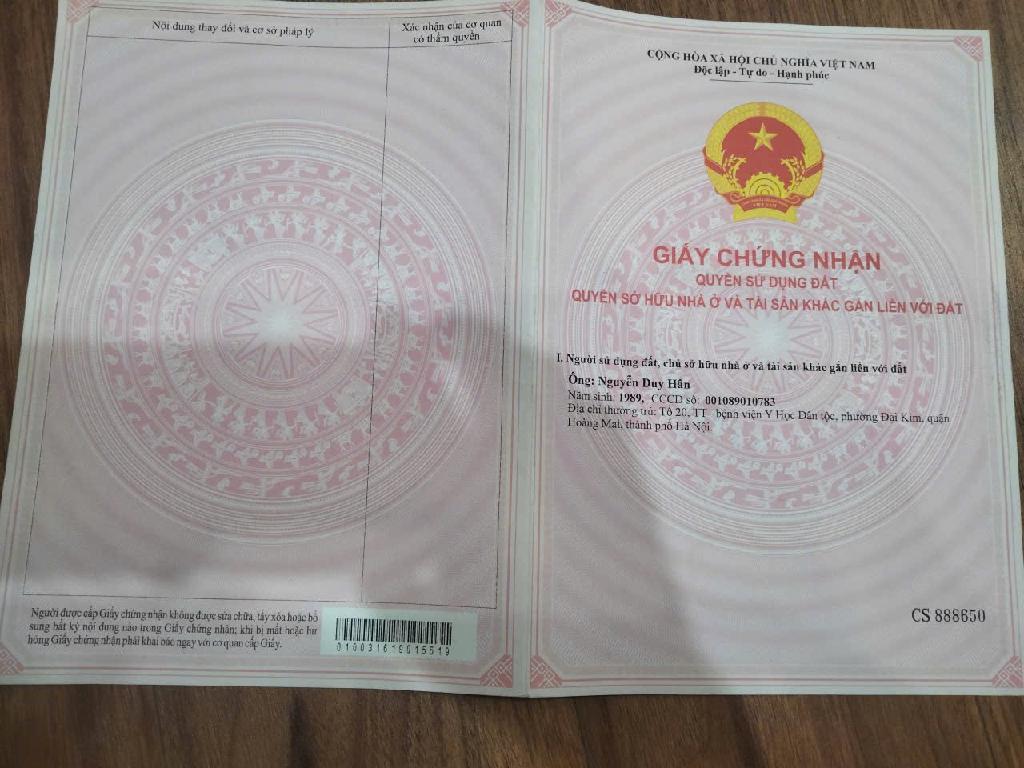 Nội dung thay đổi và cơ sở pháp lý
Xác nhận của cơ quan
có thẩm quyền
Người được cấp Giấy chứng nhận không được sửa chữa, tẩy xóa hoặc bổ
sung bất kỳ nội dung nào trong Giấy chứng nhận; khi bị mất hoặc hư
hỏng Giấy chứng nhận phải khai báo ngay với cơ quan cấp Giấy.
CỘNG HÒA XÃ HỘI CHỦ NGHĨA VIỆT NAM
Độc lập - Tự do - Hạnh phúc
GIẤY CHỨNG NHẬN
QUYỀN SỬ DỤNG ĐẤT
QUYỀN SỞ HỮU NHÀ Ở VÀ TÀI SẢN KHÁC GẮN LIỀN VỚI ĐẤT
I. Người sử dụng đất, chủ sở hữu nhà ở và tài sản khác gắn liền với đất
Ông: Nguyễn Duy Hần
Năm sinh: 1989, CCCD số: 001089010783
Địa chỉ thường trú: Tổ 20, TT bệnh viện Y Học Dân tộc, phường Đại Kim, quận
Hoàng Mai, thành phố Hà Nội
CS 888650